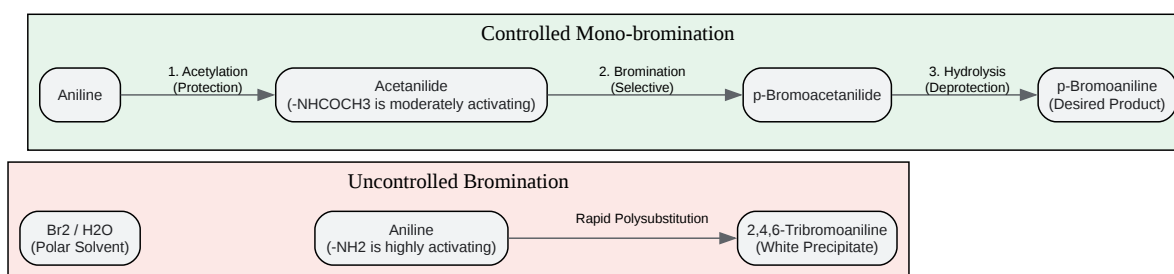 Controlled Mono-bromination
Aniline
1. Acetylation
(Protection)
Acetanilide
(-NHCOCH3 is moderately activating)
2. Bromination
(Selective)
p-Bromoacetanilide
3. Hydrolysis
(Deprotection)
p-Bromoaniline
(Desired Product)
Uncontrolled Bromination
Br2 / H2O
(Polar Solvent)
Aniline
(-NH2 is highly activating)
Rapid Polysubstitution
2,4,6-Tribromoaniline
(White Precipitate)